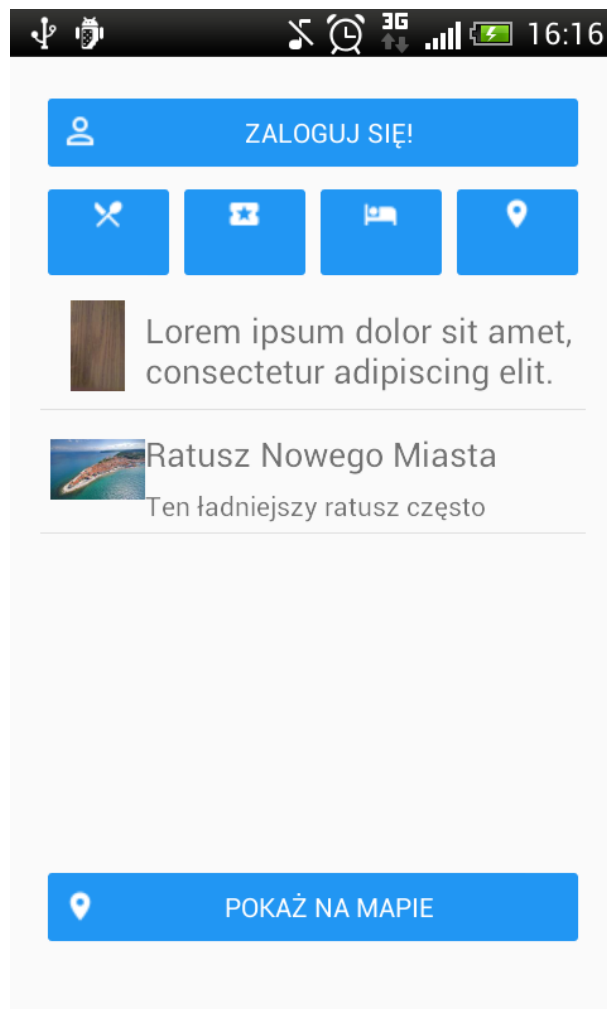 3G
16:16
ZALOGUJ SIĘ!
Lorem ipsum dolor sit amet,
consectetur adipiscing elit.
Ratusz Nowego Miasta
Ten ładniejszy ratusz często
POKAŻ NA MAPIE